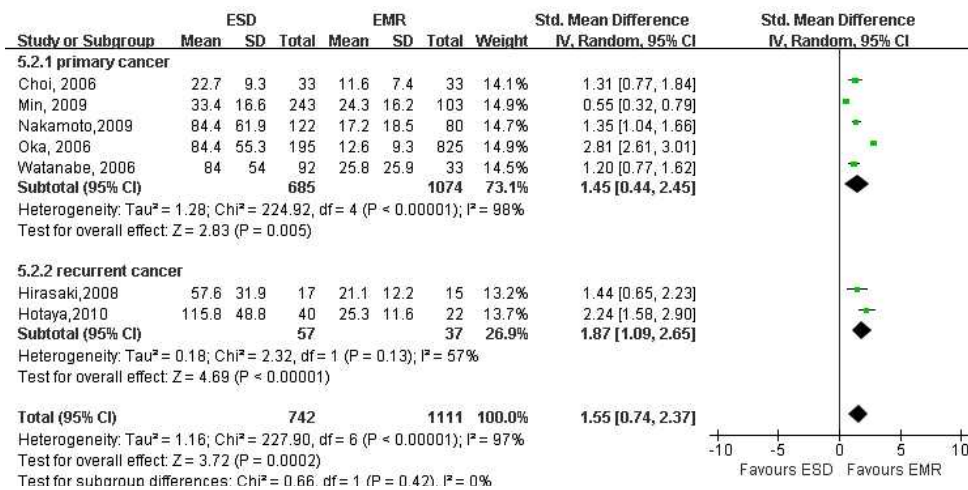 ESD EMR Std. Mean Difference Std. Mean Difference
Study or Subgroup Mean SD Total Mean SD Total Weight IV, Random, 95% CI IV, Random, 95% CI
5.2.1 primary cancer
Choi, 2006 22.7 9.3 33 11.6 7.4 33 14.1% 1.31 [0.77, 1.84]
Min, 2009 33.4 16.6 243 24.3 16.2 103 14.9% 0.55 [0.32, 0.79]
Nakamoto,2009 84.4 61.9 122 17.2 18.5 80 14.7% 1.35 [1.04, 1.66]
Oka, 2006 84.4 55.3 195 12.6 9.3 825 15.0% 2.81 [2.61, 3.01]
Watanabe, 2006 84 54 92 25.8 25.9 33 14.5% 1.20 [0.77, 1.62]
Subtotal (95% CI) 685 1074 73.1% 1.45 [0.44, 2.45]
Heterogeneity: Tau² = 1.28; Chi² = 224.92, df = 4 (P < 0.00001); I² = 98%
Test for overall effect: Z = 2.83 (P = 0.005)
5.2.2 recurrent cancer
Hirasaki,2008 57.6 31.9 17 21.1 12.2 15 13.2% 1.44 [0.65, 2.23]
Hotaya,2010 115.8 48.8 40 25.3 11.6 22 13.7% 2.24 [1.58, 2.90]
Subtotal (95% CI) 57 37 26.9% 1.87 [1.09, 2.65]
Heterogeneity: Tau² = 0.18; Chi² = 2.32, df = 1 (P = 0.13); I² = 57%
Test for overall effect: Z = 4.69 (P < 0.00001)
Total (95% CI) 742 1111 100.0% 1.55 [0.74, 2.37]
Heterogeneity: Tau² = 1.16; Chi² = 227.90, df = 6 (P < 0.00001); I² = 97%
Test for overall effect: Z = 3.72 (P = 0.0002)
Test for subgroup differences: Chi² = 0.66, df = 1 (P = 0.42), I² = 0%
-10 -5 0 5 10
Favours ESD Favours EMR